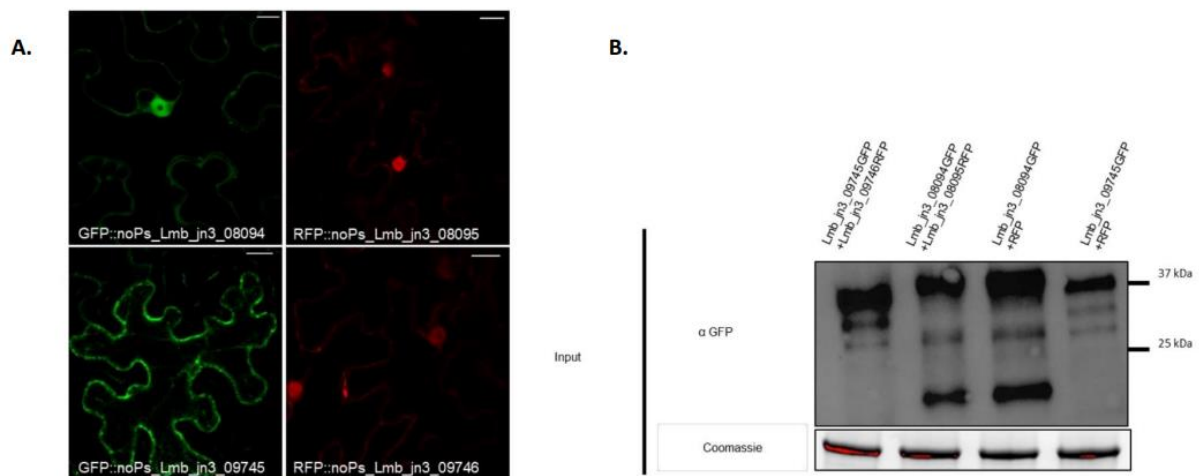 A.
GFP::noPs_Lmb_jn3_08094
RFP::noPs_Lmb_jn3_08095
GFP::noPs_Lmb_jn3_09745
RFP::noPs_Lmb_jn3_09746
B.
Lmb_jn3_09745GFP
+Lmb_jn3_09746RFP
Lmb_jn3_08094GFP
+Lmb_jn3_08095RFP
Lmb_jn3_08094GFP
+RFP
Lmb_jn3_09745GFP
+RFP
37 kDa
25 kDa
Input
α GFP
Coomassie